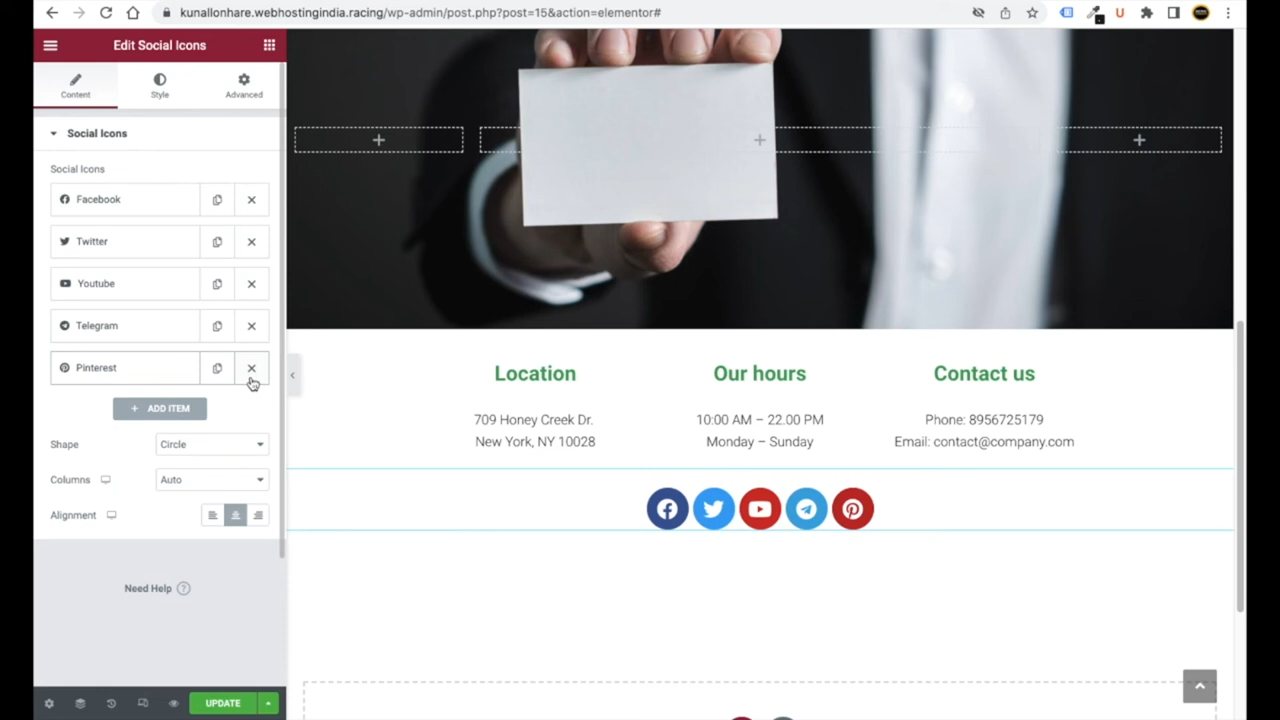 kunallonhare.webhostingindia.racing/wp-admin/post.php?post=15&action=elementor#
Edit Social Icons
Content
Style
Advanced
Social Icons
Social Icons
Facebook
Twitter
Youtube
Telegram
Pinterest
ADD ITEM
Shape
Circle
Columns
Auto
Alignment
Need Help
UPDATE
Location
Our hours
Contact us
709 Honey Creek Dr.
10:00 AM – 22.00 PM
Phone: 8956725179
New York, NY 10028
Monday – Sunday
Email: contact@company.com